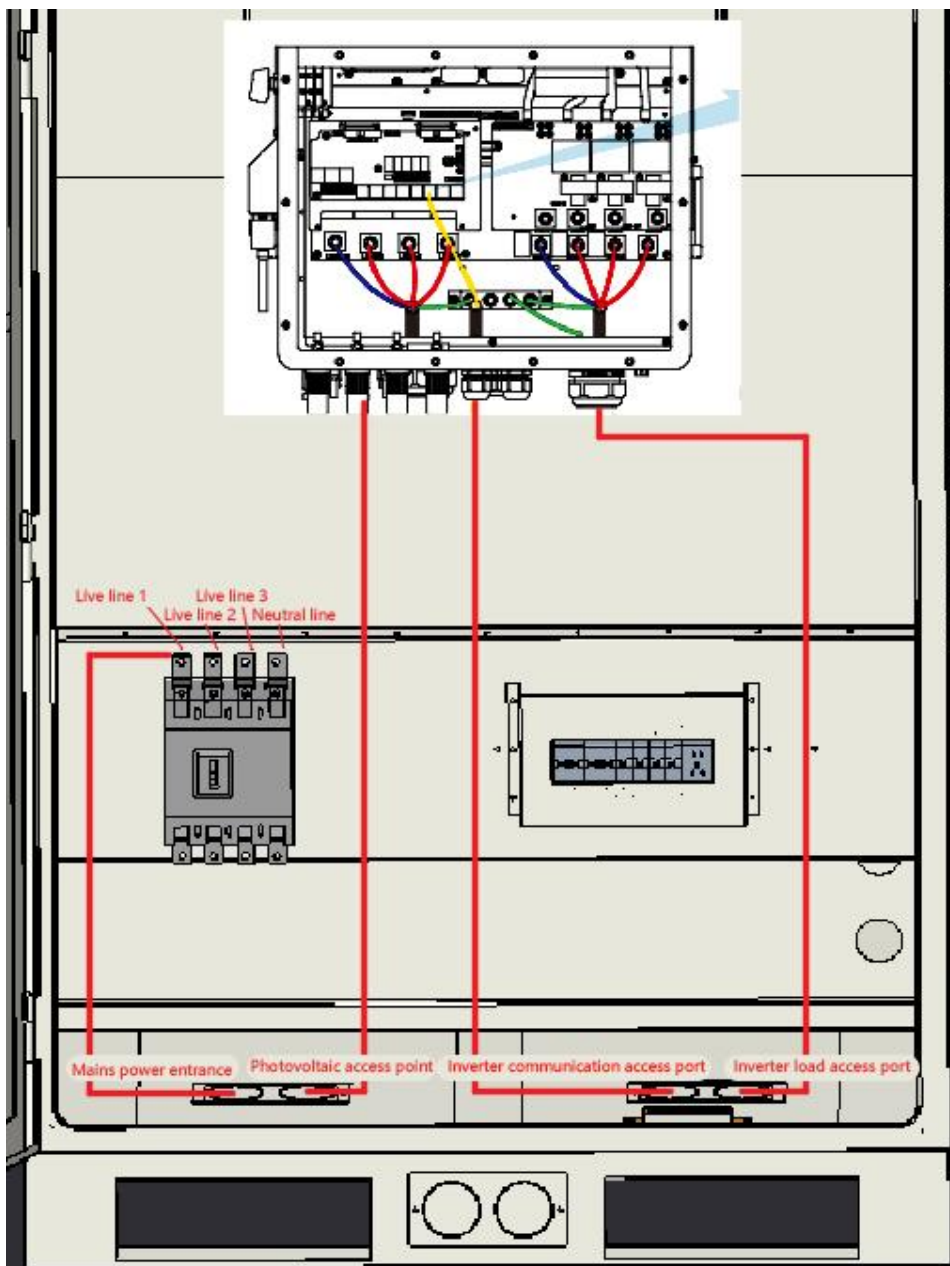 Live line 1
Live line 3
Live line 2
Neutral line
Mains power entrance
Photovoltaic access point
Inverter communication access port
Inverter load access port